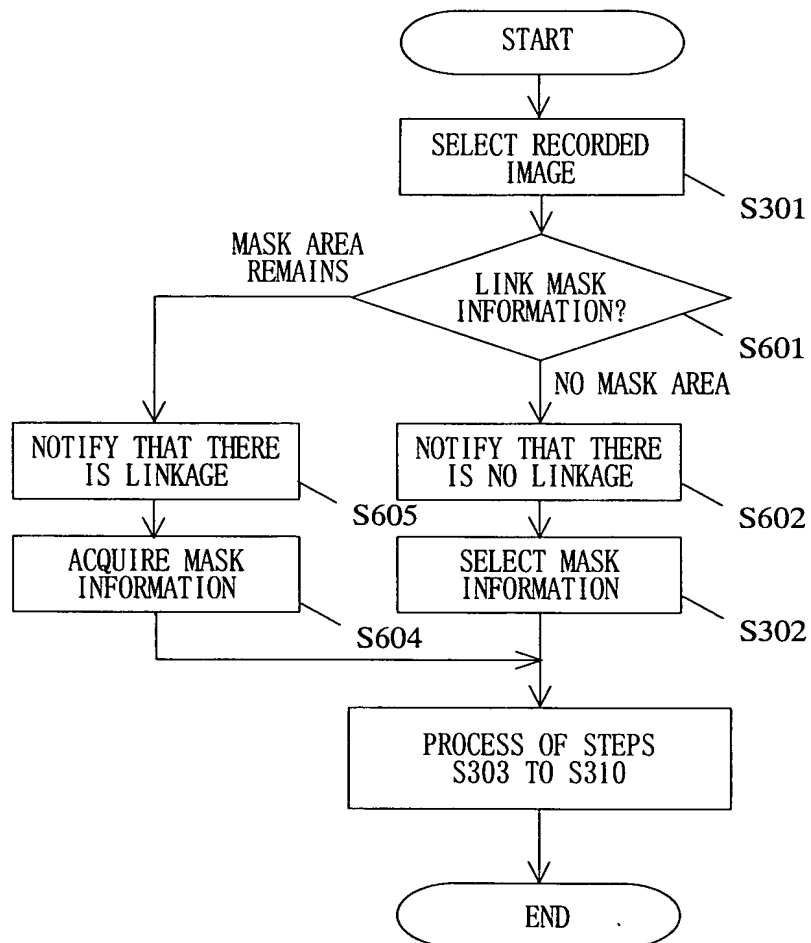 START
SELECT RECORDED
IMAGE
S301
MASK AREA
REMAINS
LINK MASK
INFORMATION?
S601
NO MASK AREA
NOTIFY THAT THERE
IS LINKAGE
S605
NOTIFY THAT THERE
IS NO LINKAGE
S602
ACQUIRE MASK
INFORMATION
S604
SELECT MASK
INFORMATION
S302
PROCESS OF STEPS
S303 TO S310
END